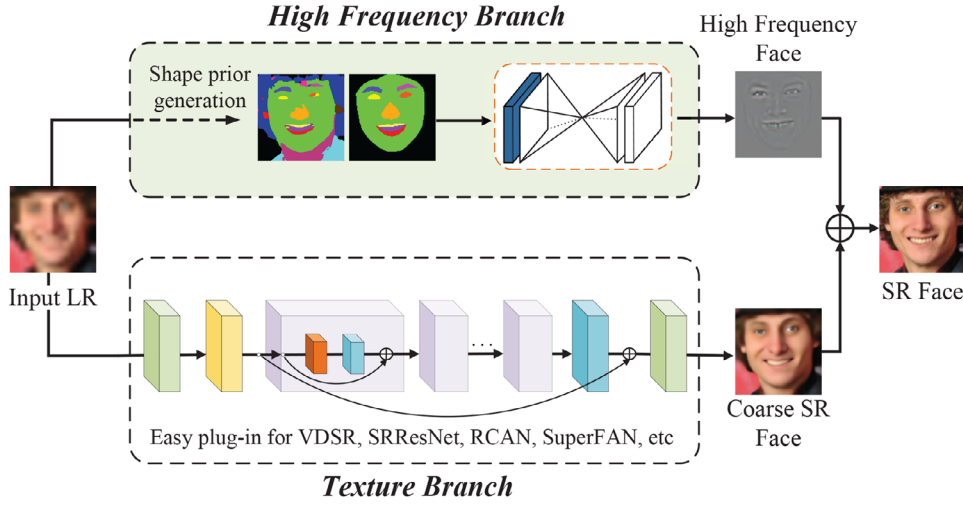 High Frequency Branch
Shape prior
generation
High Frequency
Face
Input LR
SR Face
Easy plug-in for VDSR, SRResNet, RCAN, SuperFAN, etc
Coarse SR
Face
Texture Branch